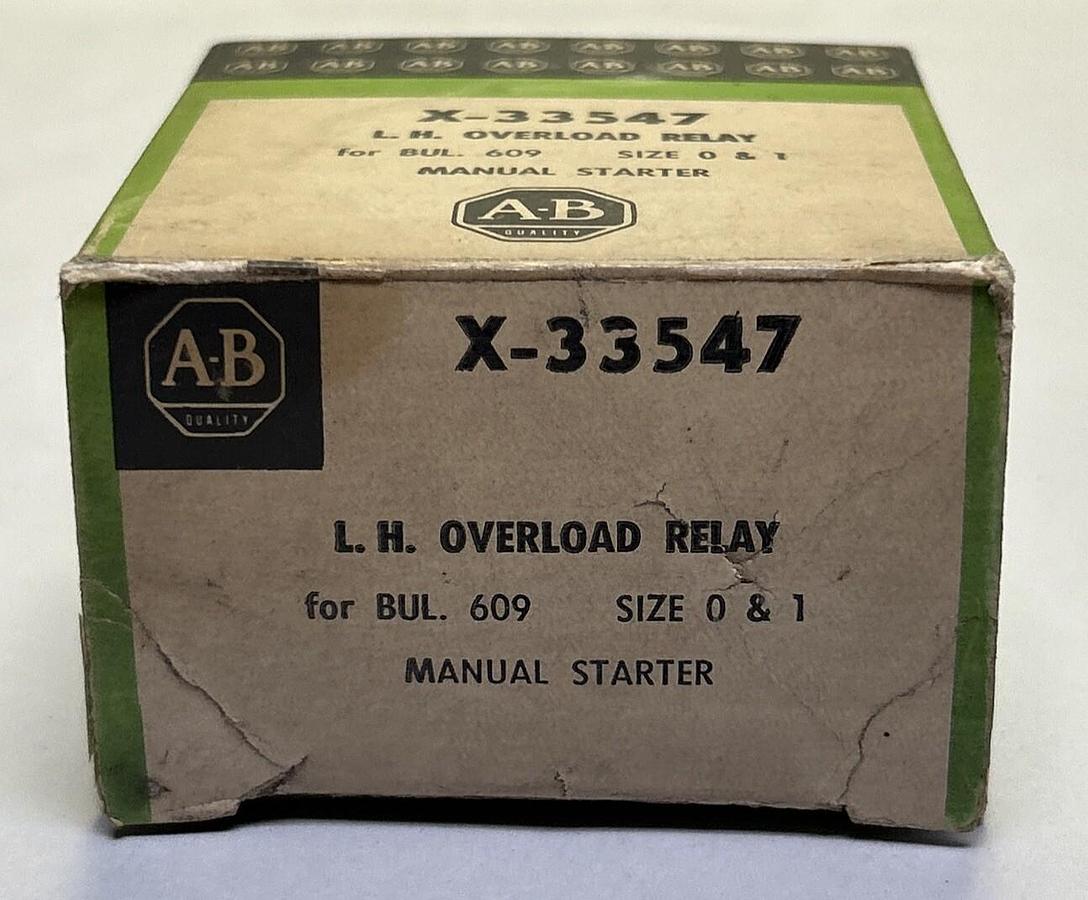 A-B A-B A-B A-B A-B A-B A-B A-B
A-B A-B A-B A-B A-B A-B A-B A-B
X-33547
L. H. OVERLOAD RELAY
for BUL. 609 SIZE 0 & 1
MANUAL STARTER
A-B
QUALITY
A-B
QUALITY
X-33547
L. H. OVERLOAD RELAY
for BUL. 609 SIZE 0 & 1
MANUAL STARTER